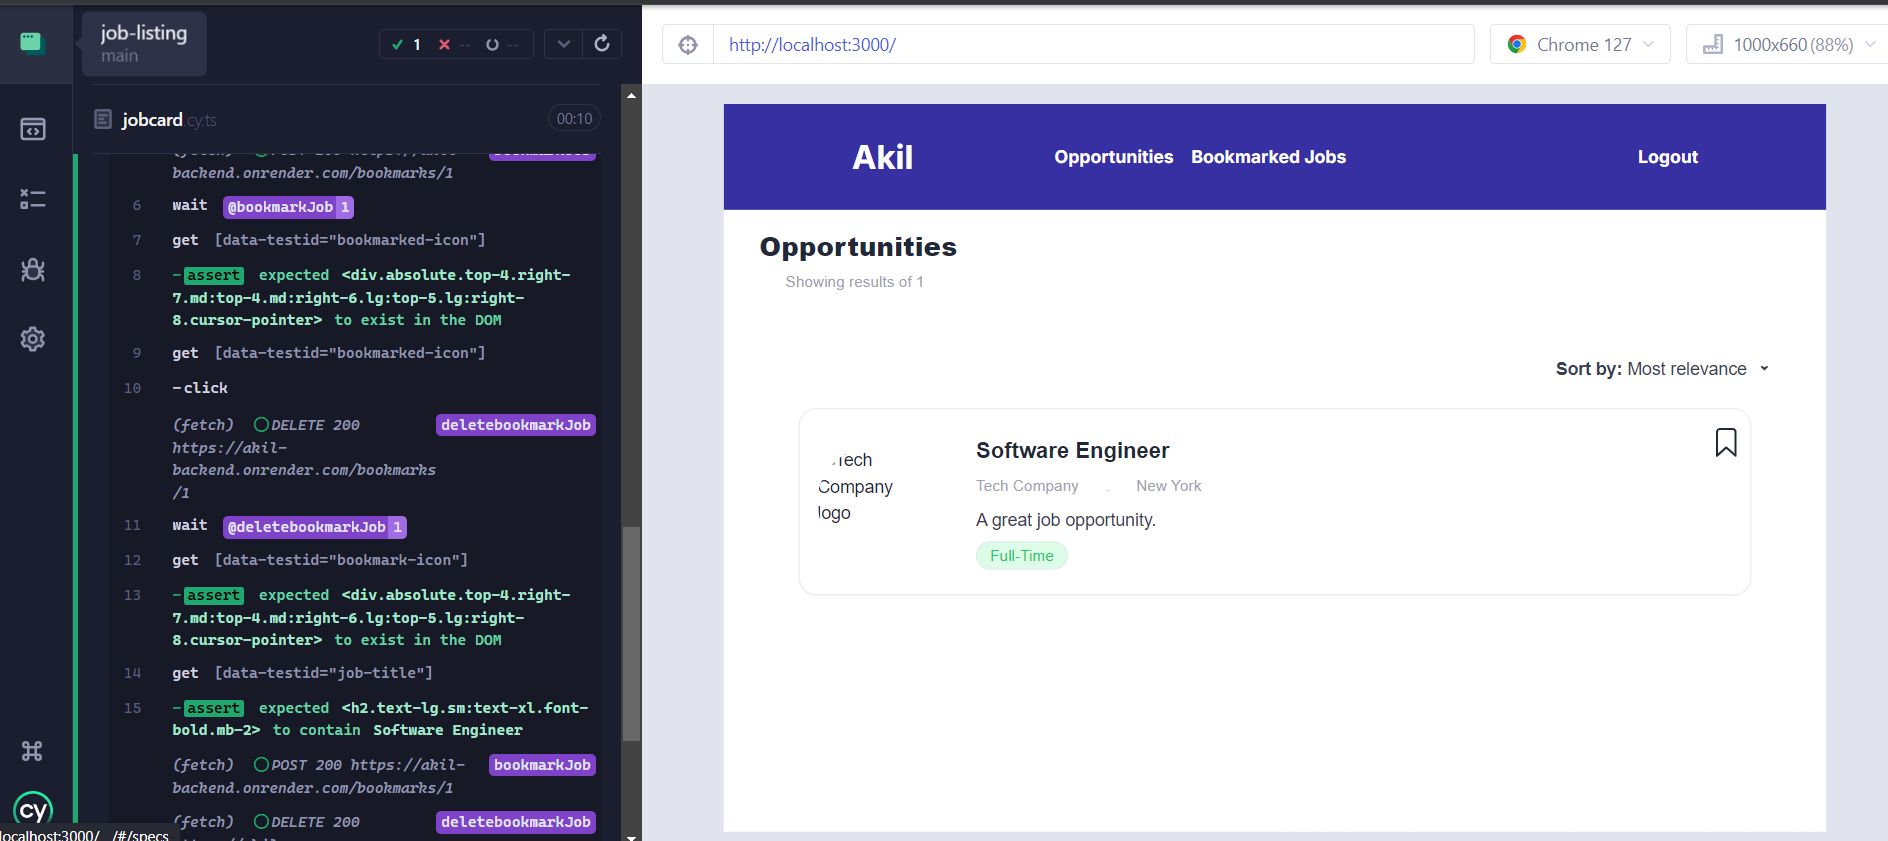 job-listing
main
1
--
--
jobcard.cy.ts
00:10
(fetch) POST 200 https://akil-
backend.onrender.com/bookmarks/1
bookmarkJob
6 wait @bookmarkJob 1
7 get [data-testid="bookmarked-icon"]
8 -assert expected <div.absolute.top-4.right-
7.md:top-4.md:right-6.lg:top-5.lg:right-
8.cursor-pointer> to exist in the DOM
9 get [data-testid="bookmarked-icon"]
10 -click
(fetch) DELETE 200 deletebookmarkJob
https://akil-
backend.onrender.com/bookmarks
/1
11 wait @deletebookmarkJob 1
12 get [data-testid="bookmark-icon"]
13 -assert expected <div.absolute.top-4.right-
7.md:top-4.md:right-6.lg:top-5.lg:right-
8.cursor-pointer> to exist in the DOM
14 get [data-testid="job-title"]
15 -assert expected <h2.text-lg.sm:text-xl.font-
bold.mb-2> to contain Software Engineer
(fetch) POST 200 https://akil- bookmarkJob
backend.onrender.com/bookmarks/1
(fetch) DELETE 200 deletebookmarkJob
cy
localhost:3000/__/#/specs
http://localhost:3000/
Chrome 127
1000x660 (88%)
Akil
Opportunities
Bookmarked Jobs
Logout
Opportunities
Showing results of 1
Sort by: Most relevance
Tech
Company
logo
Software Engineer
Tech Company . New York
A great job opportunity.
Full-Time